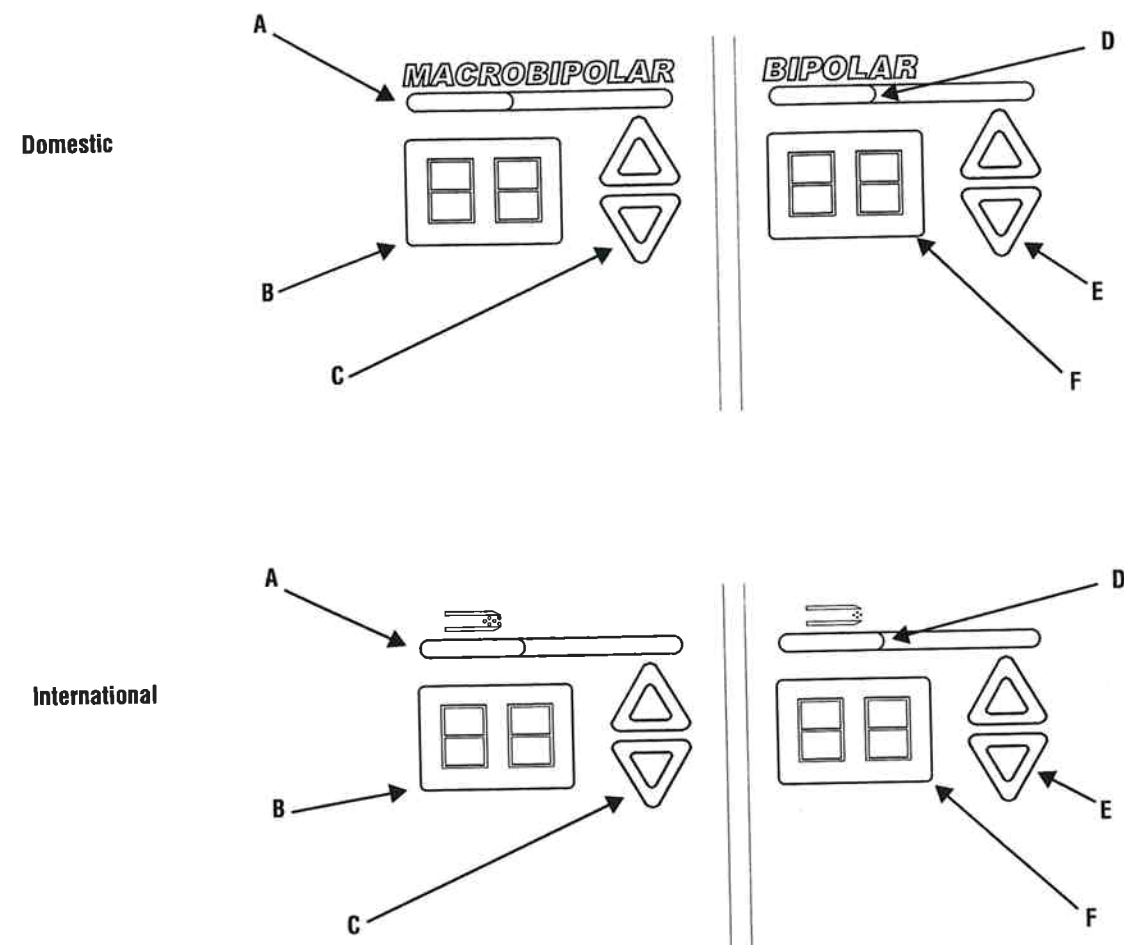 A
D
MACROBIPOLAR
BIPOLAR
Domestic
B
E
C
F
A
D
International
B
E
C
F